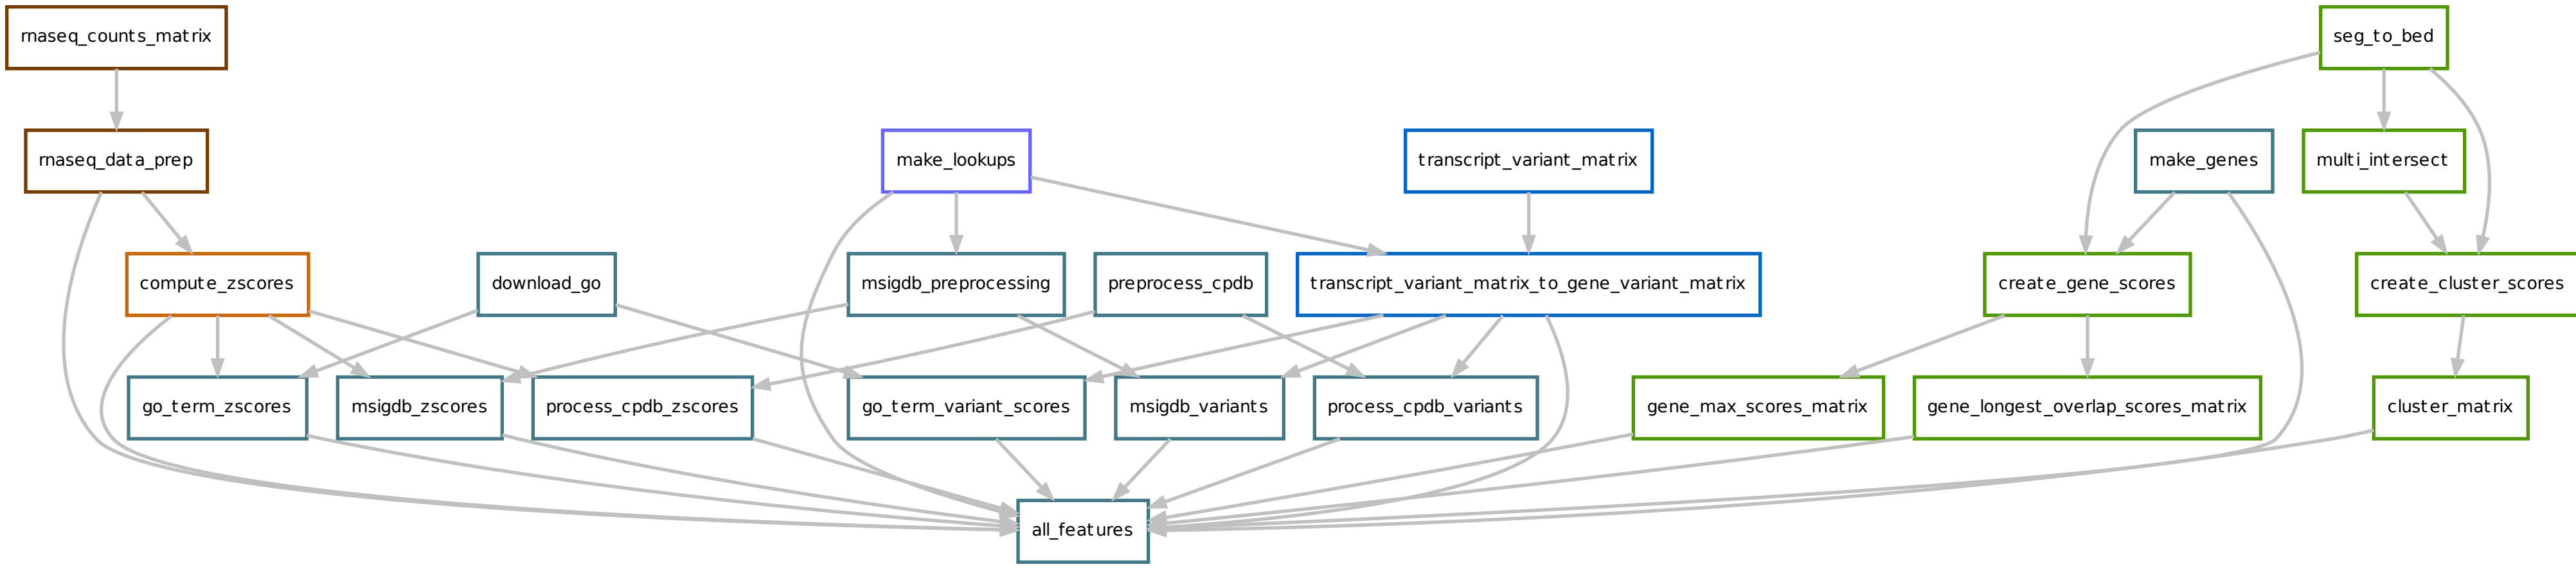 rnaseq_counts_matrix
seg_to_bed
rnaseq_data_prep
make_lookups
transcript_variant_matrix
make_genes
multi_intersect
compute_zscores
download_go
msigdb_preprocessing
preprocess_cpdb
transcript_variant_matrix_to_gene_variant_matrix
create_gene_scores
create_cluster_scores
go_term_zscores
msigdb_zscores
process_cpdb_zscores
go_term_variant_scores
msigdb_variants
process_cpdb_variants
gene_max_scores_matrix
gene_longest_overlap_scores_matrix
cluster_matrix
all_features